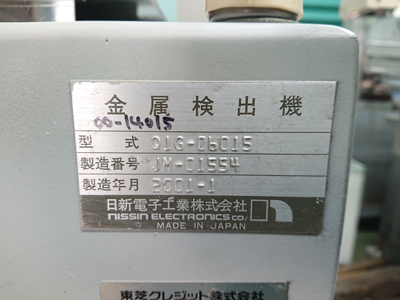 金属検出機
00-14015
型式 QIG-06015
製造番号 JM-01554
製造年月 2001-1
日新電子工業株式会社
NISSIN ELECTRONICS CO.
MADE IN JAPAN
東芝クレジット株式会社